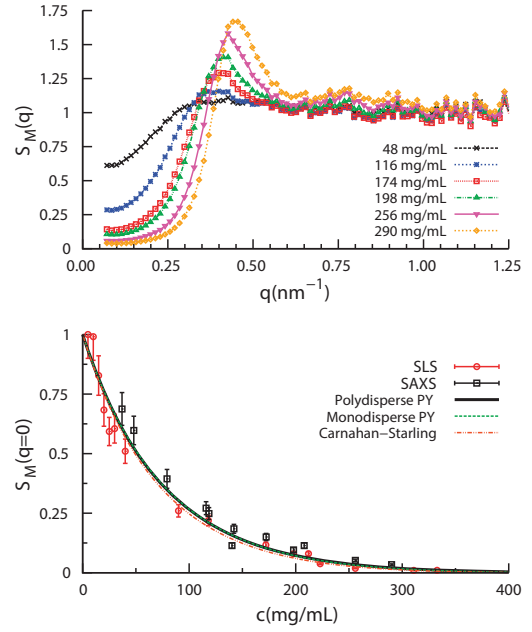 1.75
1.5
1.25
1
0.75
0.5
0.25
0
S_M(q)
48 mg/mL
116 mg/mL
174 mg/mL
198 mg/mL
256 mg/mL
290 mg/mL
0 0.25 0.50 0.75 1.00 1.25
q(nm⁻¹)
1
0.75
0.5
0.25
0
S_M(q=0)
SLS
SAXS
Polydisperse PY
Monodisperse PY
Carnahan−Starling
0 100 200 300 400
c(mg/mL)